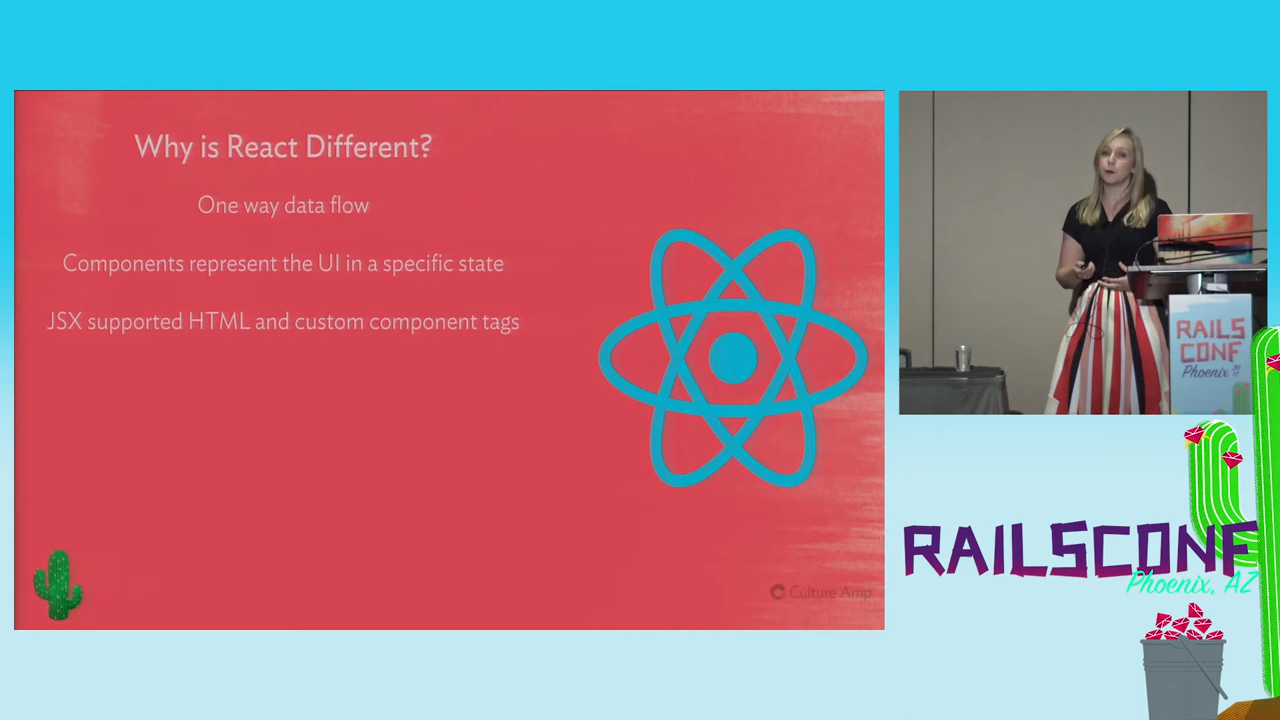 Why is React Different?
One way data flow
Components represent the UI in a specific state
JSX supported HTML and custom component tags
Culture Amp
RAILS
CONF
Phoenix 2017
RAILSCONF
Phoenix, AZ